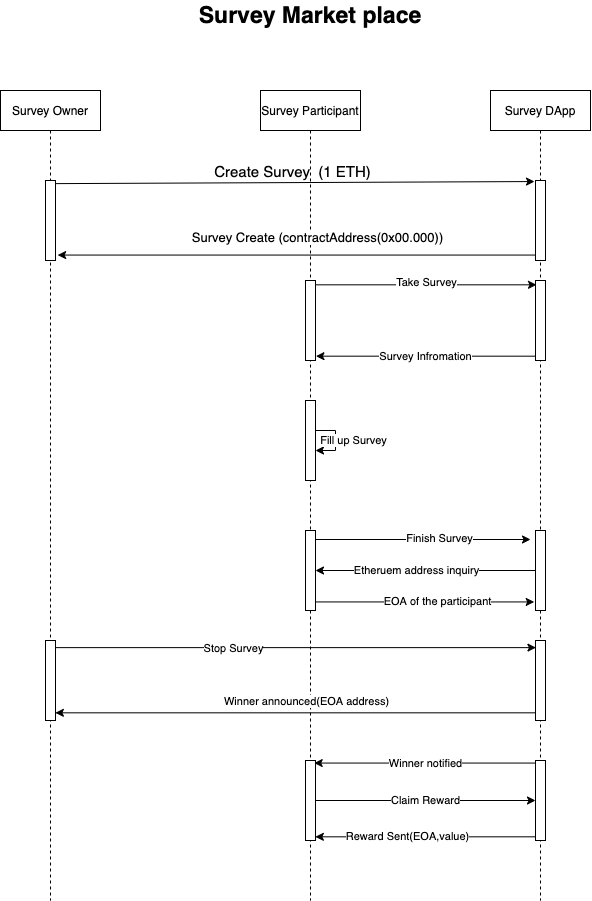 Survey Market place
Survey Owner
Survey Participant
Survey DApp
Create Survey  (1 ETH)
Survey Create (contractAddress(0x00.000))
Take Survey
Survey Infromation
Fill up Survey
Finish Survey
Etheruem address inquiry
EOA of the participant
Stop Survey
Winner announced(EOA address)
Winner notified
Claim Reward
Reward Sent(EOA,value)